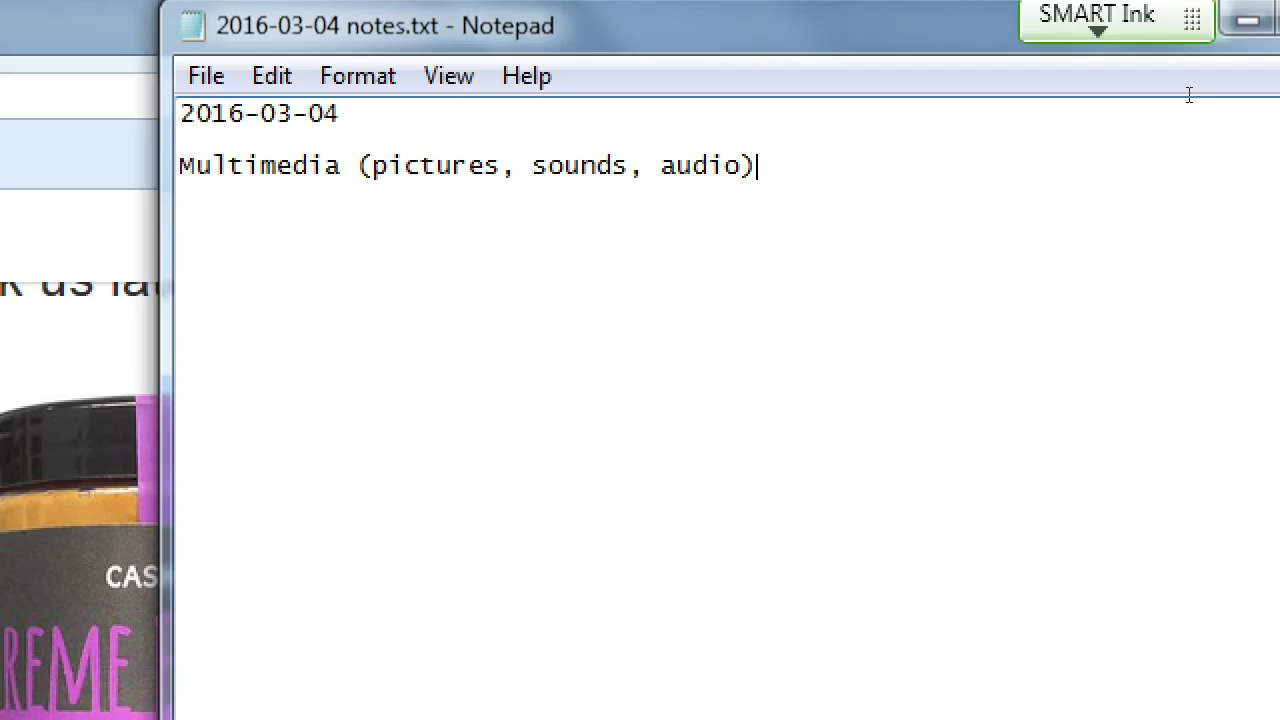 2016-03-04 notes.txt - Notepad
SMART Ink
File Edit Format View Help
2016-03-04
Multimedia (pictures, sounds, audio)
k us
CAS
REME